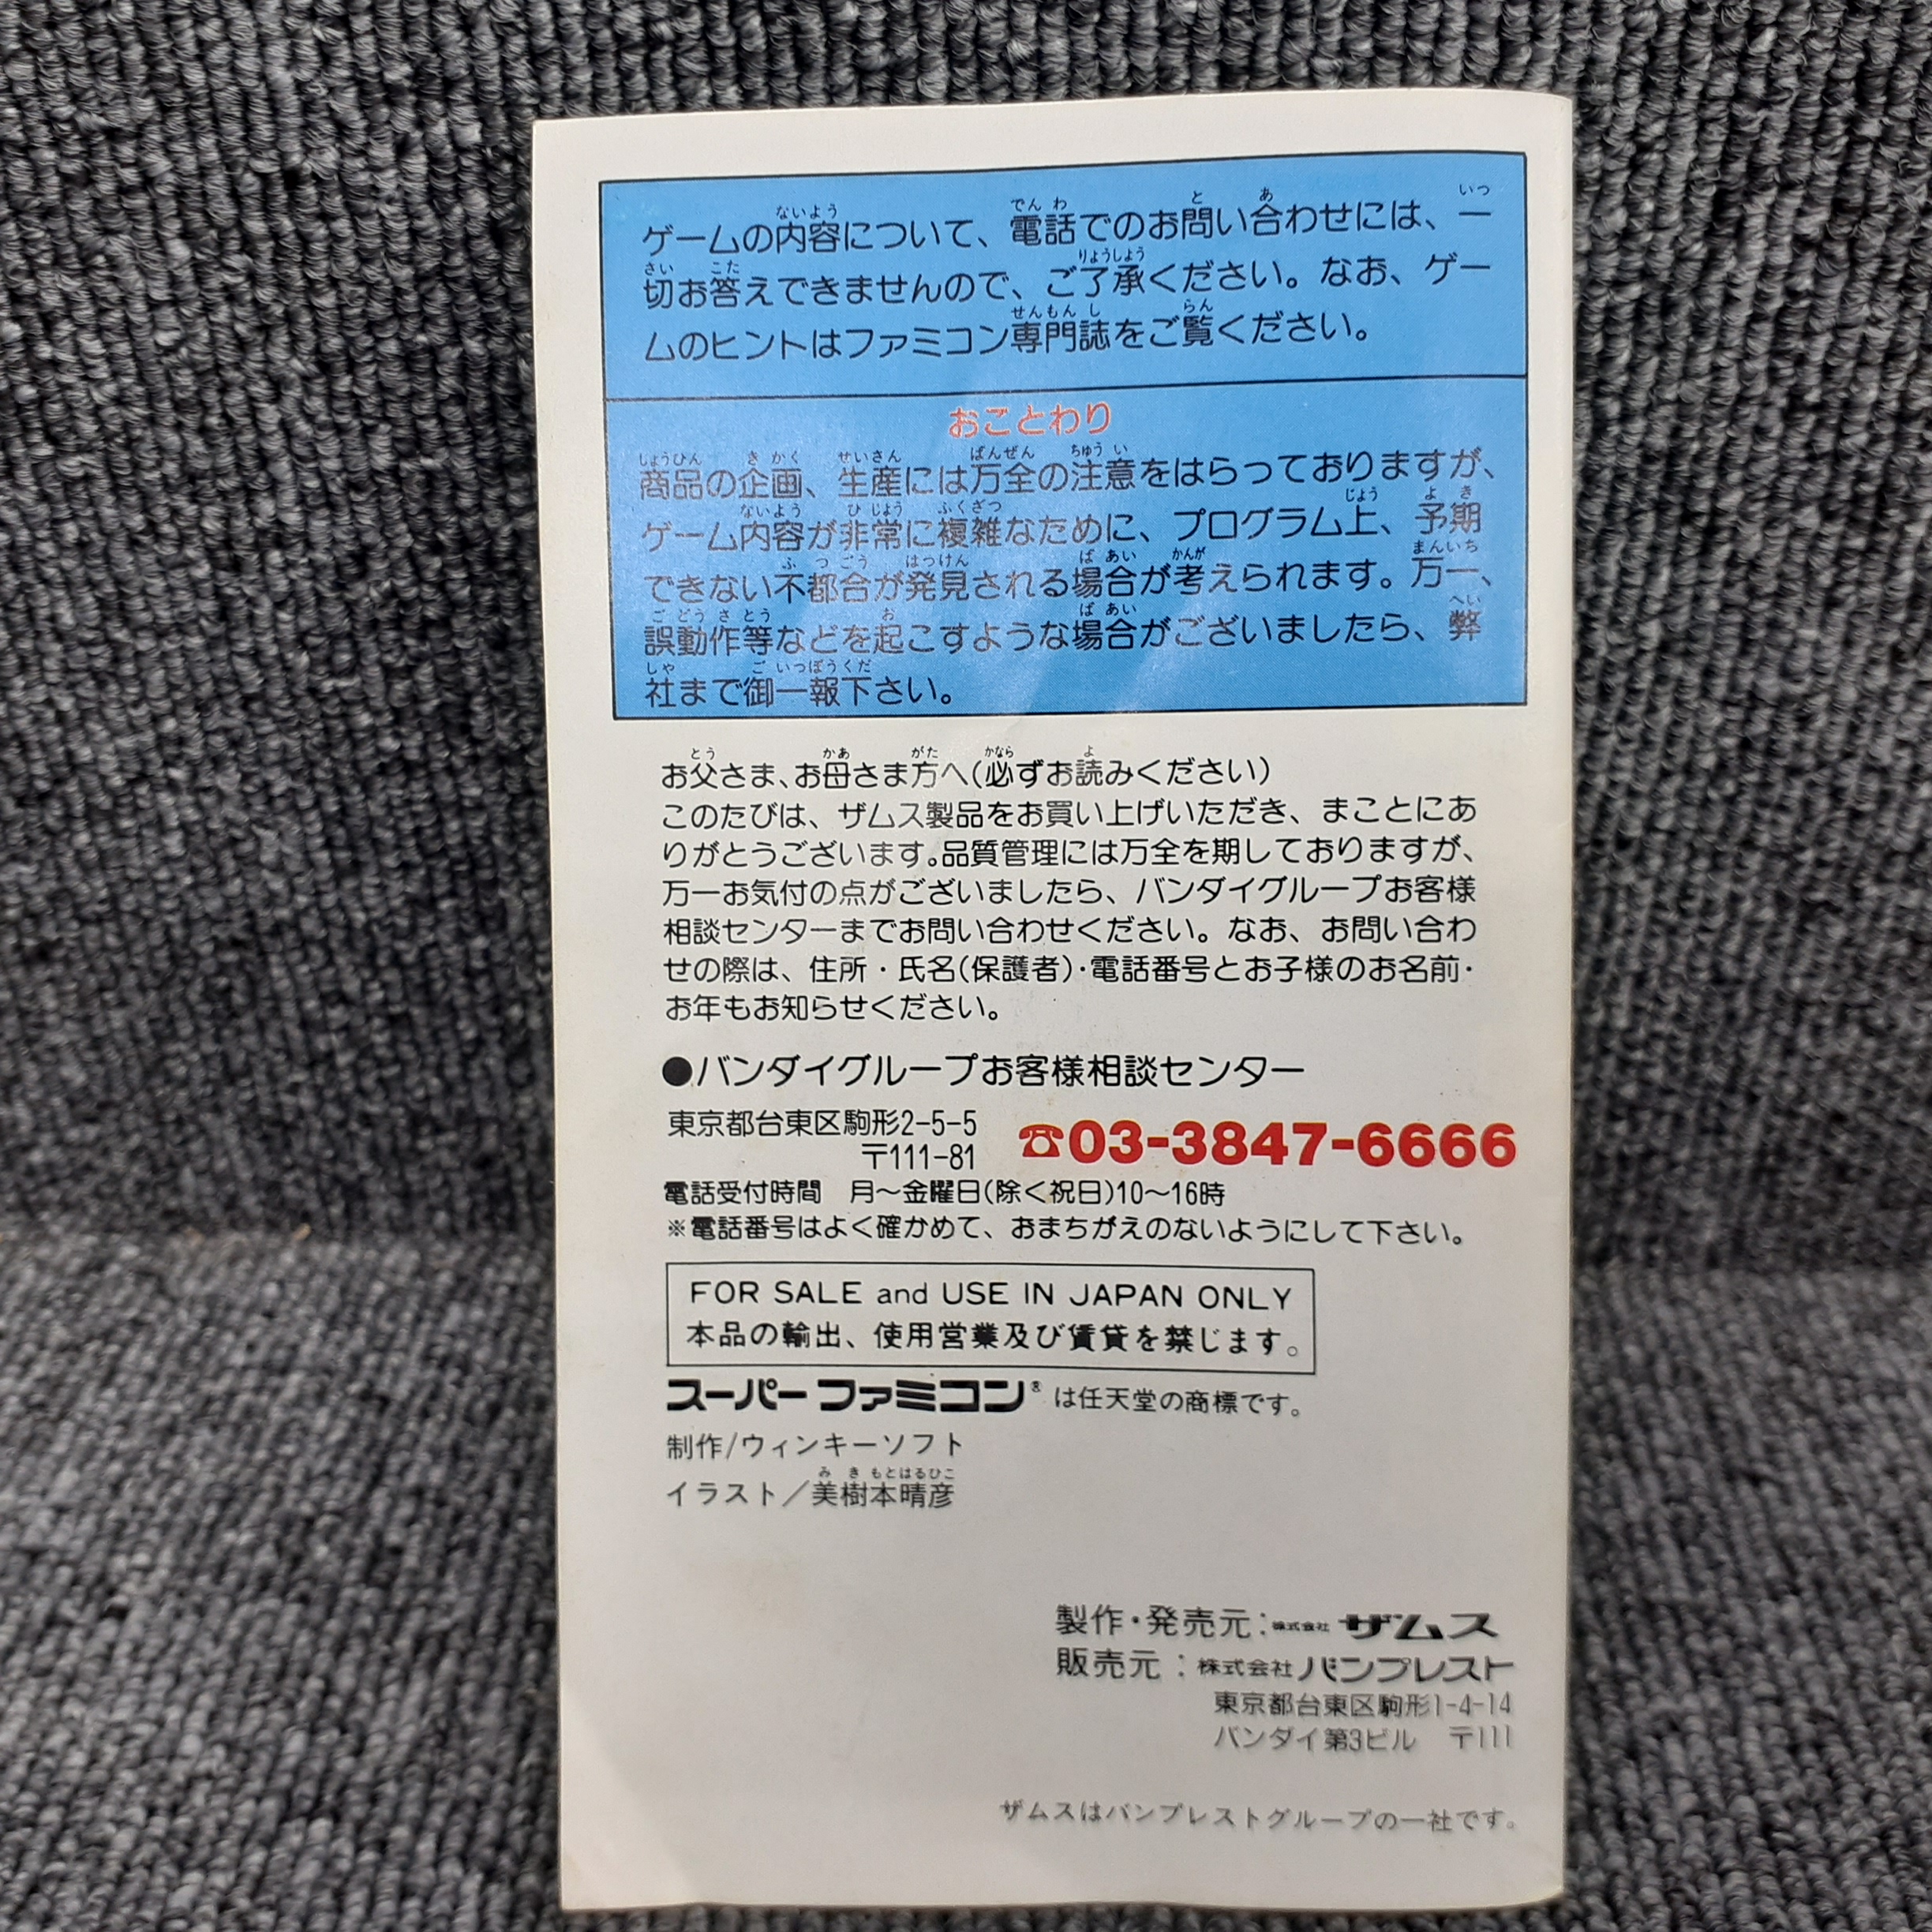 ゲームの内容について、電話でのお問い合わせには、一
切お答えできませんので、ご了承ください。なお、ゲー
ムのヒントはファミコン専門誌をご覧ください。
おことわり
商品の企画、生産には万全の注意をはらっておりますが、
ゲーム内容が非常に複雑なために、プログラム上、予期
できない不都合が発見される場合が考えられます。万一、
誤動作等などを起こすような場合がございましたら、弊
社まで御一報下さい。
お父さま、お母さま方へ(必ずお読みください)
このたびは、ザムス製品をお買い上げいただき、まことにあ
りがとうございます。品質管理には万全を期しておりますが、
万一お気付の点がございましたら、バンダイグループお客様
相談センターまでお問い合わせください。なお、お問い合わ
せの際は、住所・氏名(保護者)・電話番号とお子様のお名前・
お年もお知らせください。
●バンダイグループお客様相談センター
東京都台東区駒形2-5-5
〒111-81
☎03-3847-6666
電話受付時間 月〜金曜日(除く祝日)10〜16時
※電話番号はよく確かめて、おまちがえのないようにして下さい。
FOR SALE and USE IN JAPAN ONLY
本品の輸出、使用営業及び賃貸を禁じます。
スーパーファミコン®は任天堂の商標です。
制作/ウィンキーソフト
イラスト/美樹本晴彦
製作・発売元:株式会社 ザムス
販売元:株式会社 バンプレスト
東京都台東区駒形1-4-14
バンダイ第3ビル 〒111
ザムスはバンプレストグループの一社です。